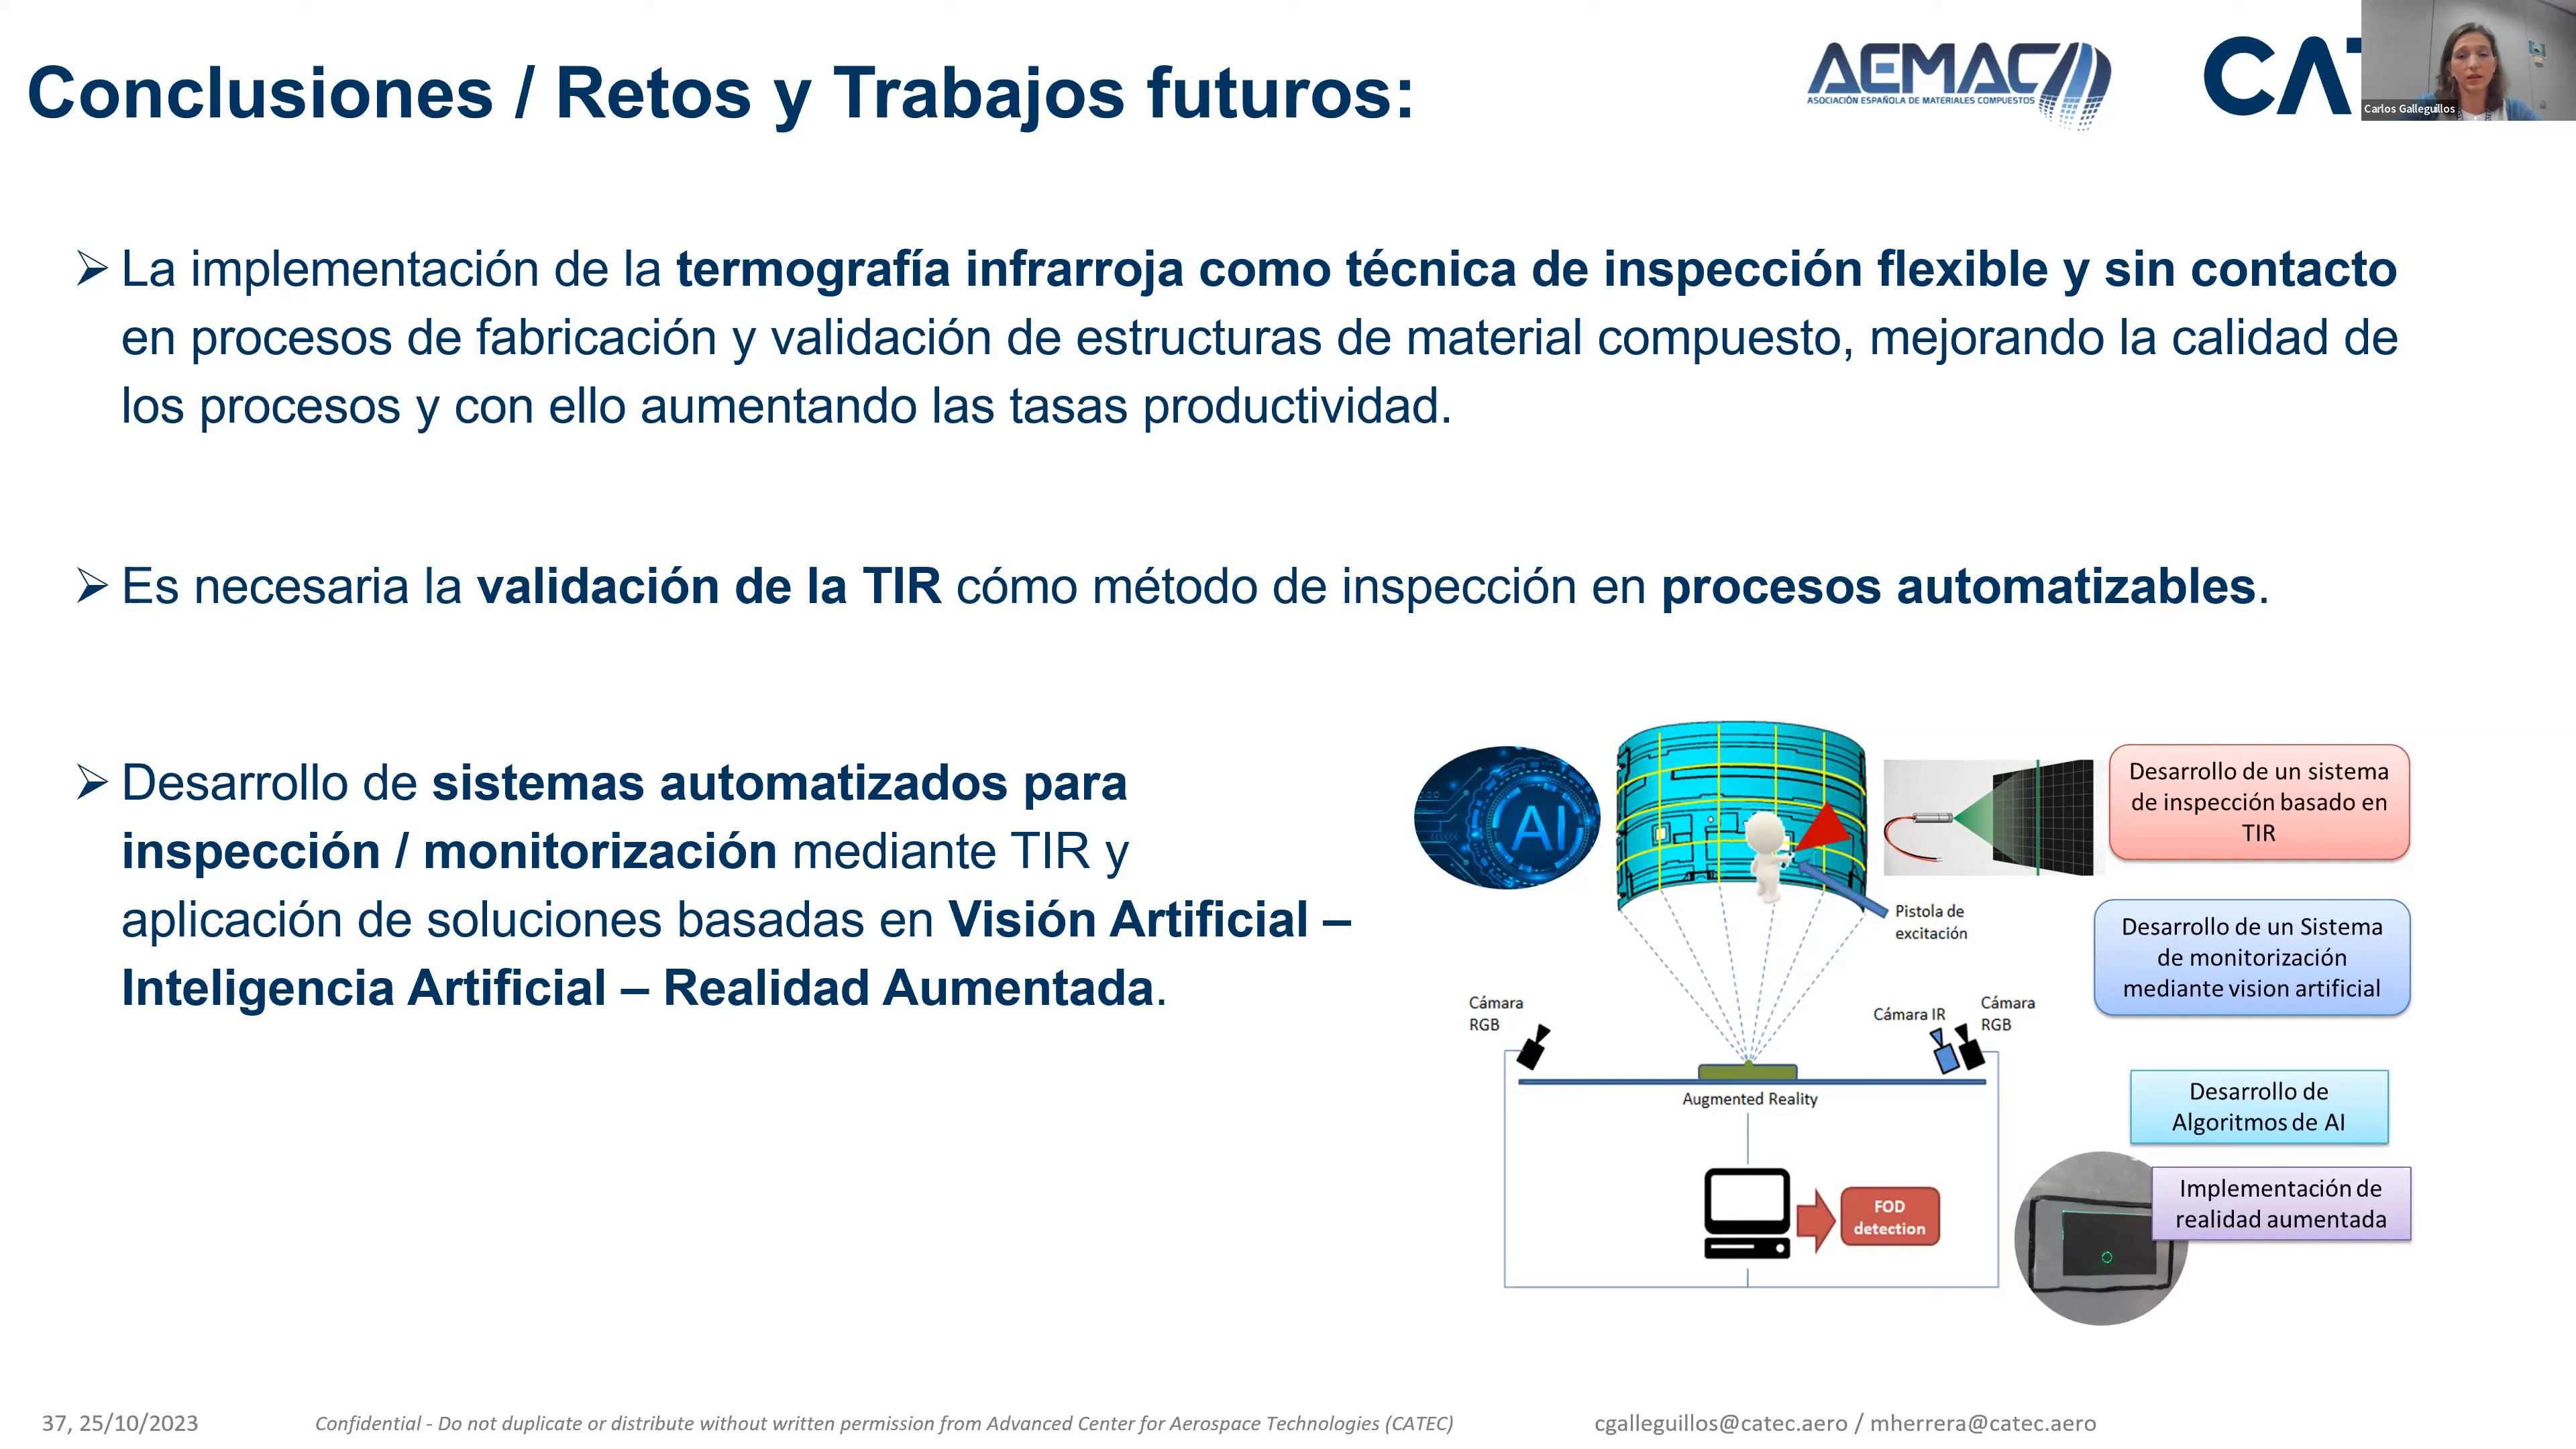 Conclusiones / Retos y Trabajos futuros:
AEMAC
ASOCIACIÓN ESPAÑOLA DE MATERIALES COMPUESTOS
CAT
Carlos Galleguillos
La implementación de la termografía infrarroja como técnica de inspección flexible y sin contacto
en procesos de fabricación y validación de estructuras de material compuesto, mejorando la calidad de
los procesos y con ello aumentando las tasas productividad.
Es necesaria la validación de la TIR cómo método de inspección en procesos automatizables.
Desarrollo de sistemas automatizados para
inspección / monitorización mediante TIR y
aplicación de soluciones basadas en Visión Artificial –
Inteligencia Artificial – Realidad Aumentada.
AI
Pistola de
excitación
Cámara
RGB
Cámara IR
Cámara
RGB
Augmented Reality
FOD
detection
Desarrollo de un sistema
de inspección basado en
TIR
Desarrollo de un Sistema
de monitorización
mediante vision artificial
Desarrollo de
Algoritmos de AI
Implementación de
realidad aumentada
37, 25/10/2023
Confidential - Do not duplicate or distribute without written permission from Advanced Center for Aerospace Technologies (CATEC)
cgalleguillos@catec.aero / mherrera@catec.aero